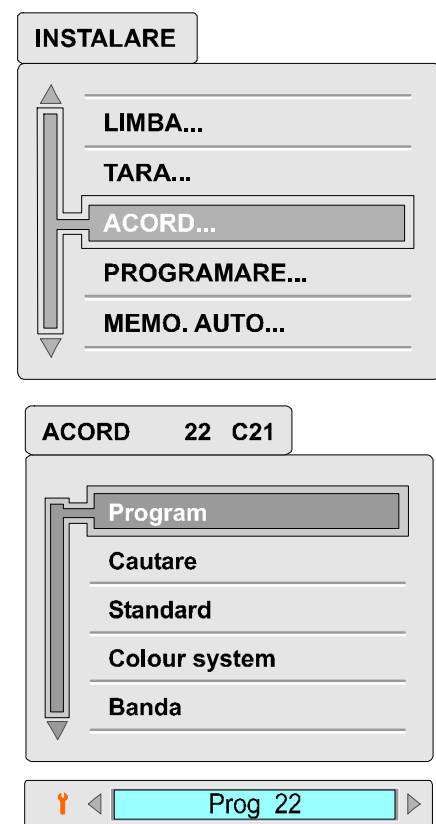 INSTALARE
LIMBA...
TARA...
ACORD...
PROGRAMARE...
MEMO. AUTO...
ACORD 22 C21
Program
Cautare
Standard
Colour system
Banda
Prog 22